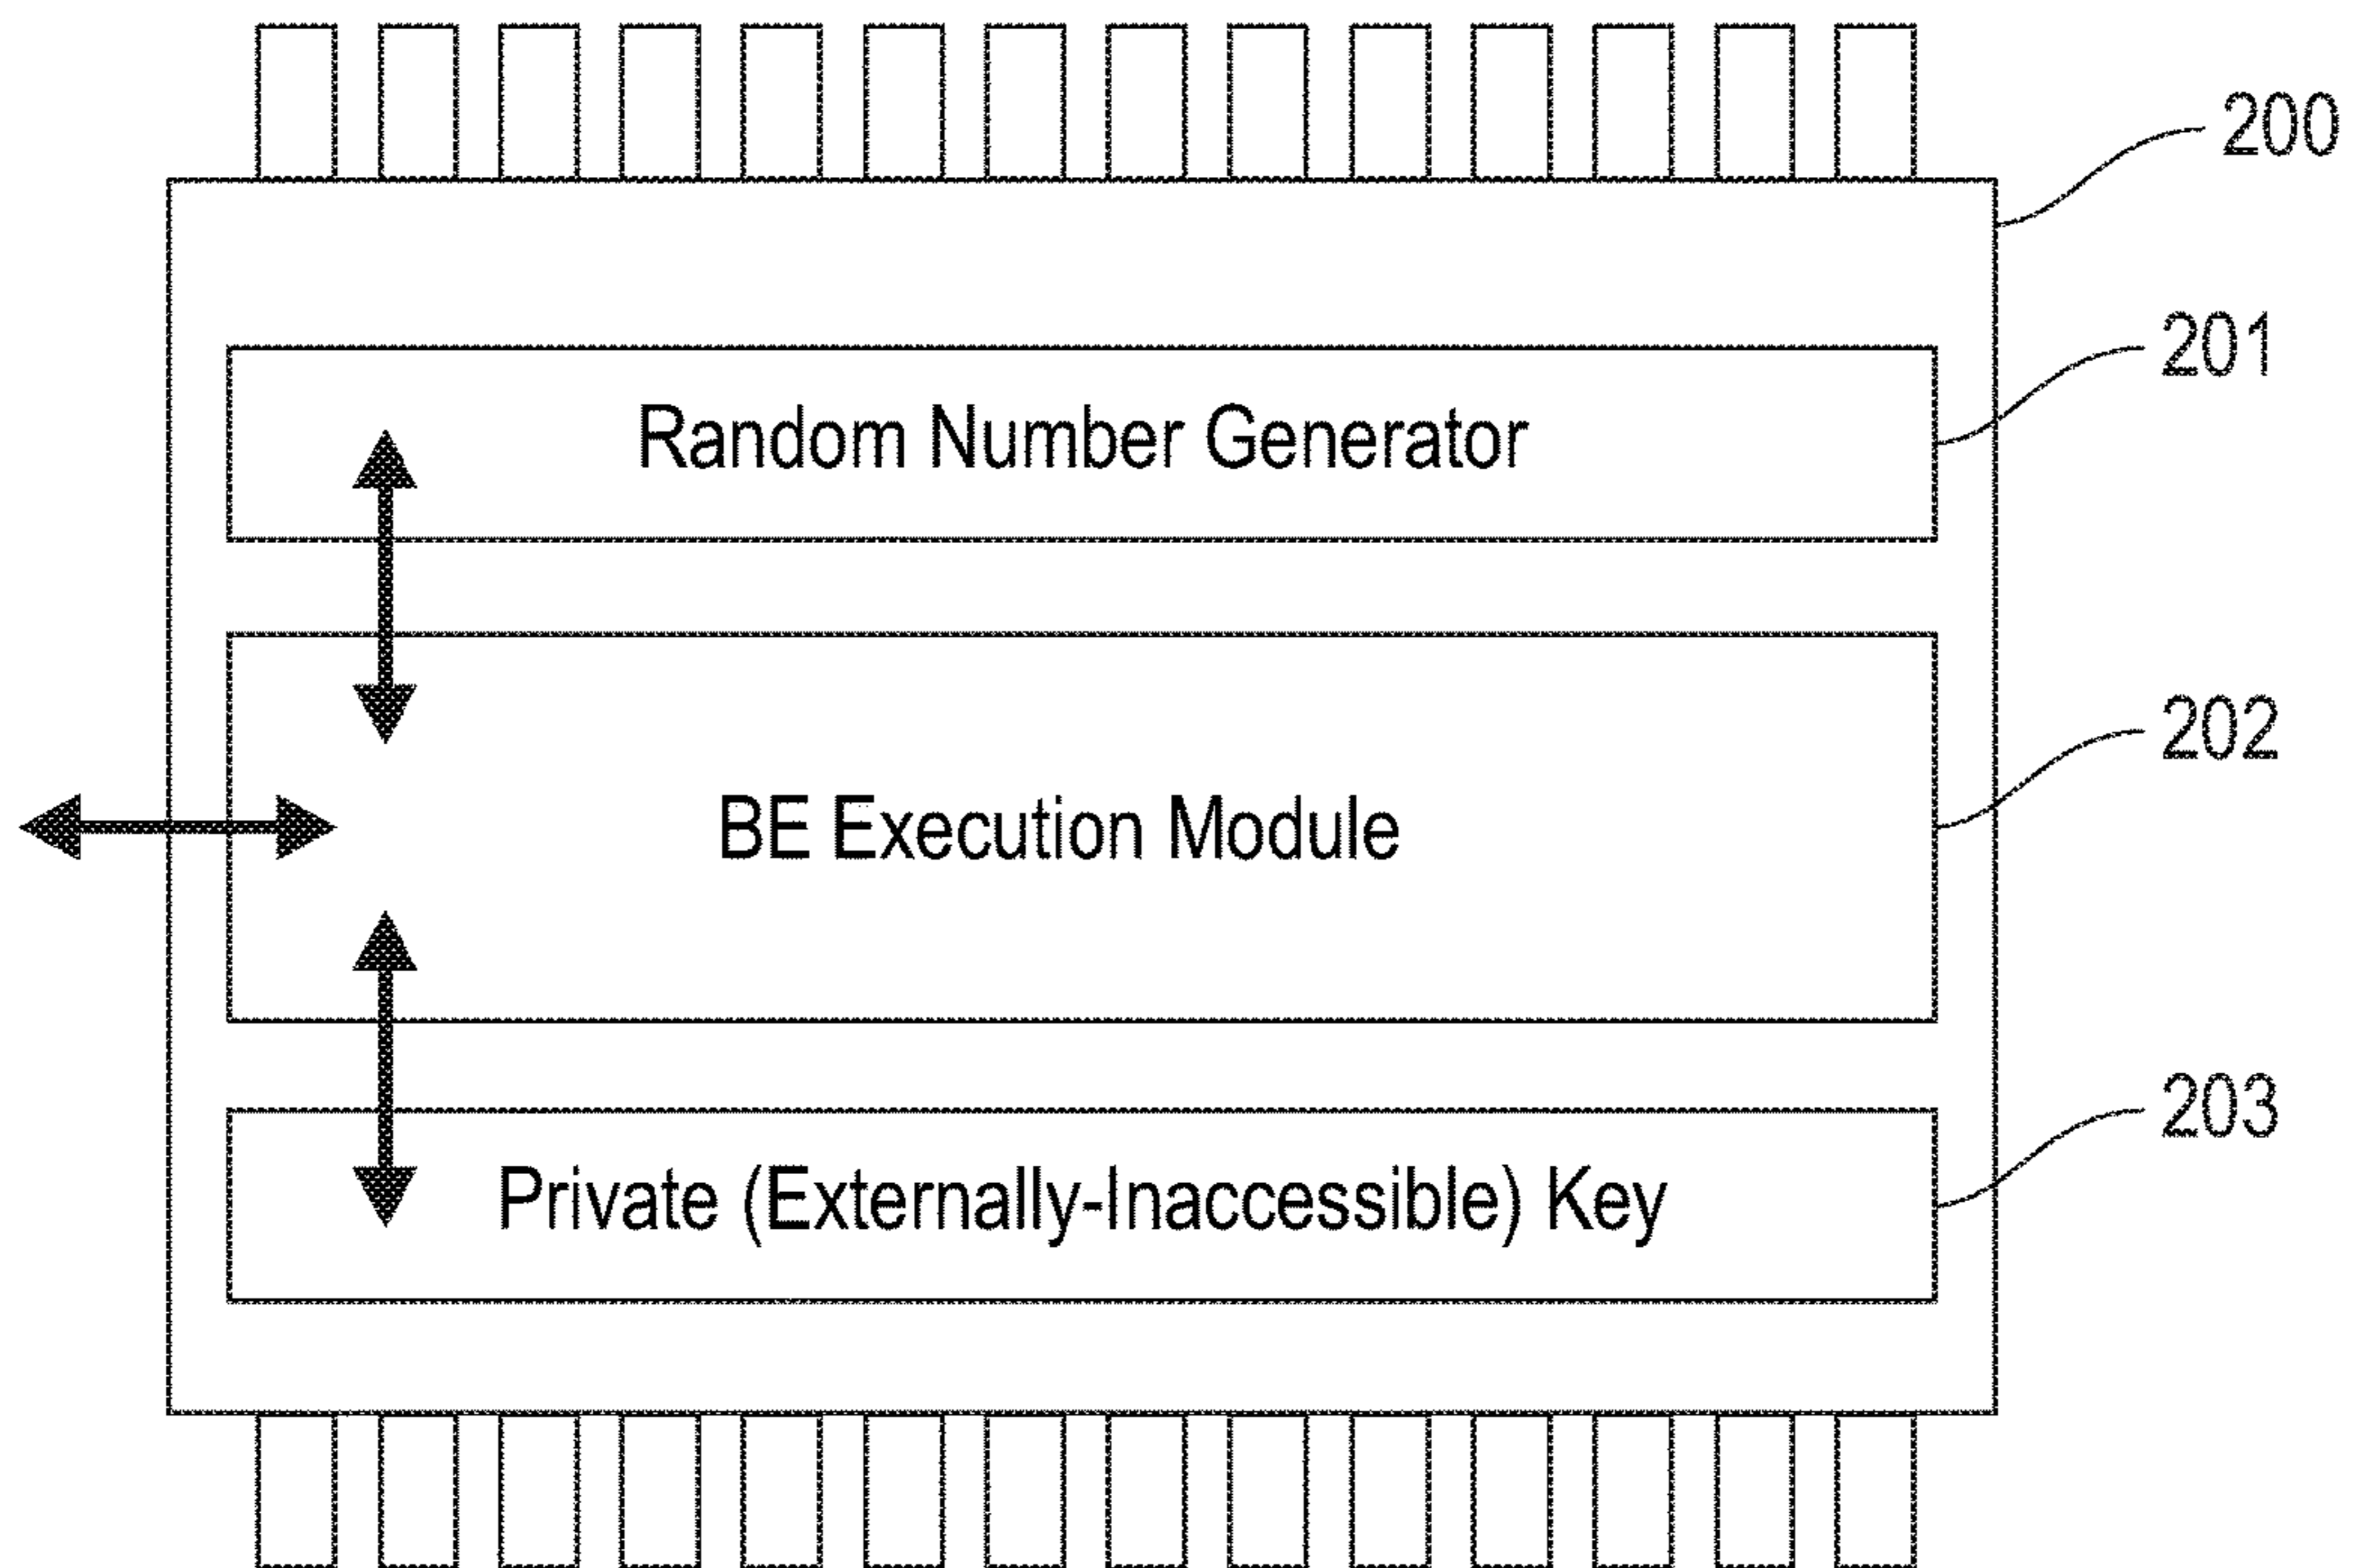 200
201
Random Number Generator
202
BE Execution Module
203
Private (Externally-Inaccessible) Key